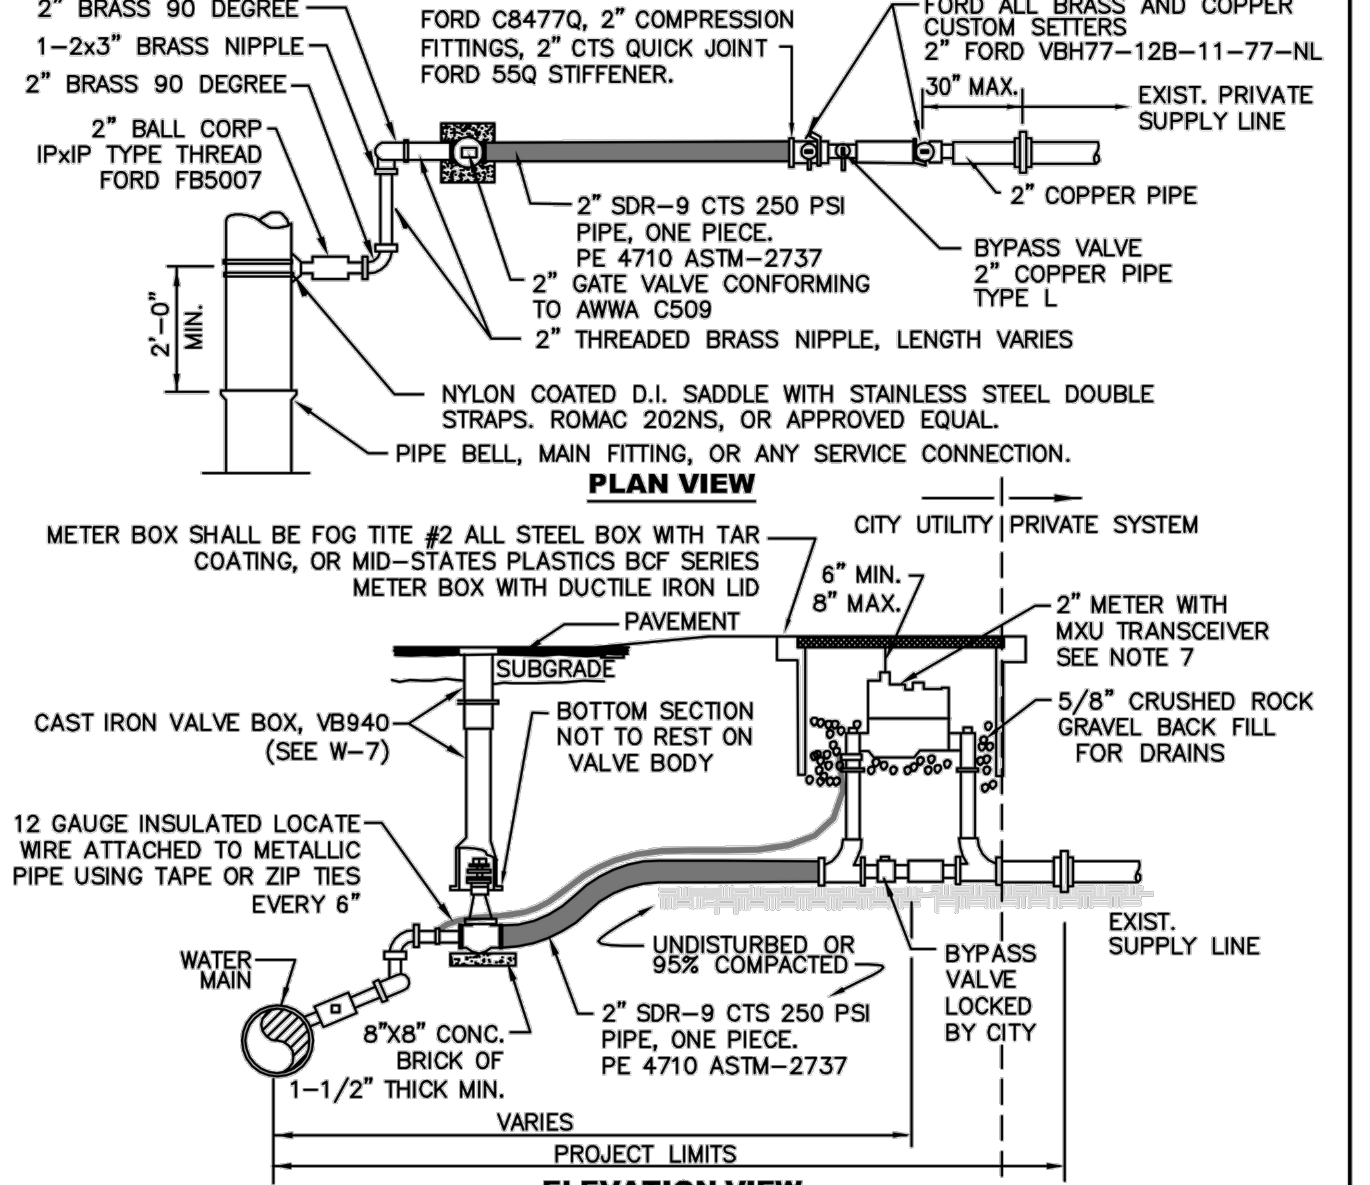 2" BRASS 90 DEGREE
1-2x3" BRASS NIPPLE
2" BRASS 90 DEGREE
2" BALL CORP
IPxIP TYPE THREAD
FORD FB5007
FORD C8477Q, 2" COMPRESSION
FITTINGS, 2" CTS QUICK JOINT
FORD 55Q STIFFENER.
FORD ALL BRASS AND COPPER
CUSTOM SETTERS
2" FORD VBH77-12B-11-77-NL
30" MAX.
EXIST. PRIVATE
SUPPLY LINE
2" COPPER PIPE
2" SDR-9 CTS 250 PSI
PIPE, ONE PIECE.
PE 4710 ASTM-2737
BYPASS VALVE
2" COPPER PIPE
TYPE L
2" GATE VALVE CONFORMING
TO AWWA C509
2" THREADED BRASS NIPPLE, LENGTH VARIES
2'-0"
MIN.
NYLON COATED D.I. SADDLE WITH STAINLESS STEEL DOUBLE
STRAPS. ROMAC 202NS, OR APPROVED EQUAL.
PIPE BELL, MAIN FITTING, OR ANY SERVICE CONNECTION.
PLAN VIEW
CITY UTILITY PRIVATE SYSTEM
METER BOX SHALL BE FOG TITE #2 ALL STEEL BOX WITH TAR
COATING, OR MID-STATES PLASTICS BCF SERIES
METER BOX WITH DUCTILE IRON LID
6" MIN.
8" MAX.
2" METER WITH
MXU TRANSCEIVER
SEE NOTE 7
PAVEMENT
SUBGRADE
CAST IRON VALVE BOX, VB940
(SEE W-7)
BOTTOM SECTION
NOT TO REST ON
VALVE BODY
5/8" CRUSHED ROCK
GRAVEL BACK FILL
FOR DRAINS
12 GAUGE INSULATED LOCATE
WIRE ATTACHED TO METALLIC
PIPE USING TAPE OR ZIP TIES
EVERY 6"
WATER
MAIN
UNDISTURBED OR
95% COMPACTED
EXIST.
SUPPLY LINE
BYPASS
VALVE
LOCKED
BY CITY
2" SDR-9 CTS 250 PSI
PIPE, ONE PIECE.
PE 4710 ASTM-2737
8"X8" CONC.
BRICK OF
1-1/2" THICK MIN.
VARIES
PROJECT LIMITS
ELEVATION VIEW